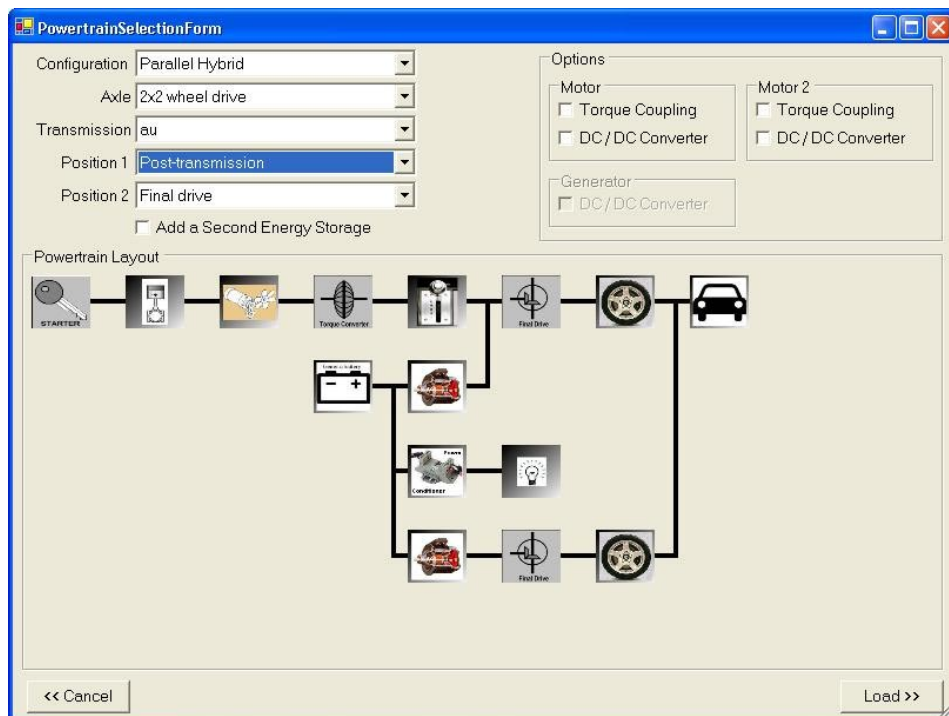 PowertrainSelectionForm
Configuration Parallel Hybrid
Axle 2x2 wheel drive
Transmission au
Position 1 Post-transmission
Position 2 Final drive
Add a Second Energy Storage
Options
Motor
Torque Coupling
DC/DC Converter
Motor 2
Torque Coupling
DC/DC Converter
Generator
DC/DC Converter
Powertrain Layout
STARTER
Torque Converter
Final Drive
battery
Power
Conditioner
Final Drive
<< Cancel
Load >>